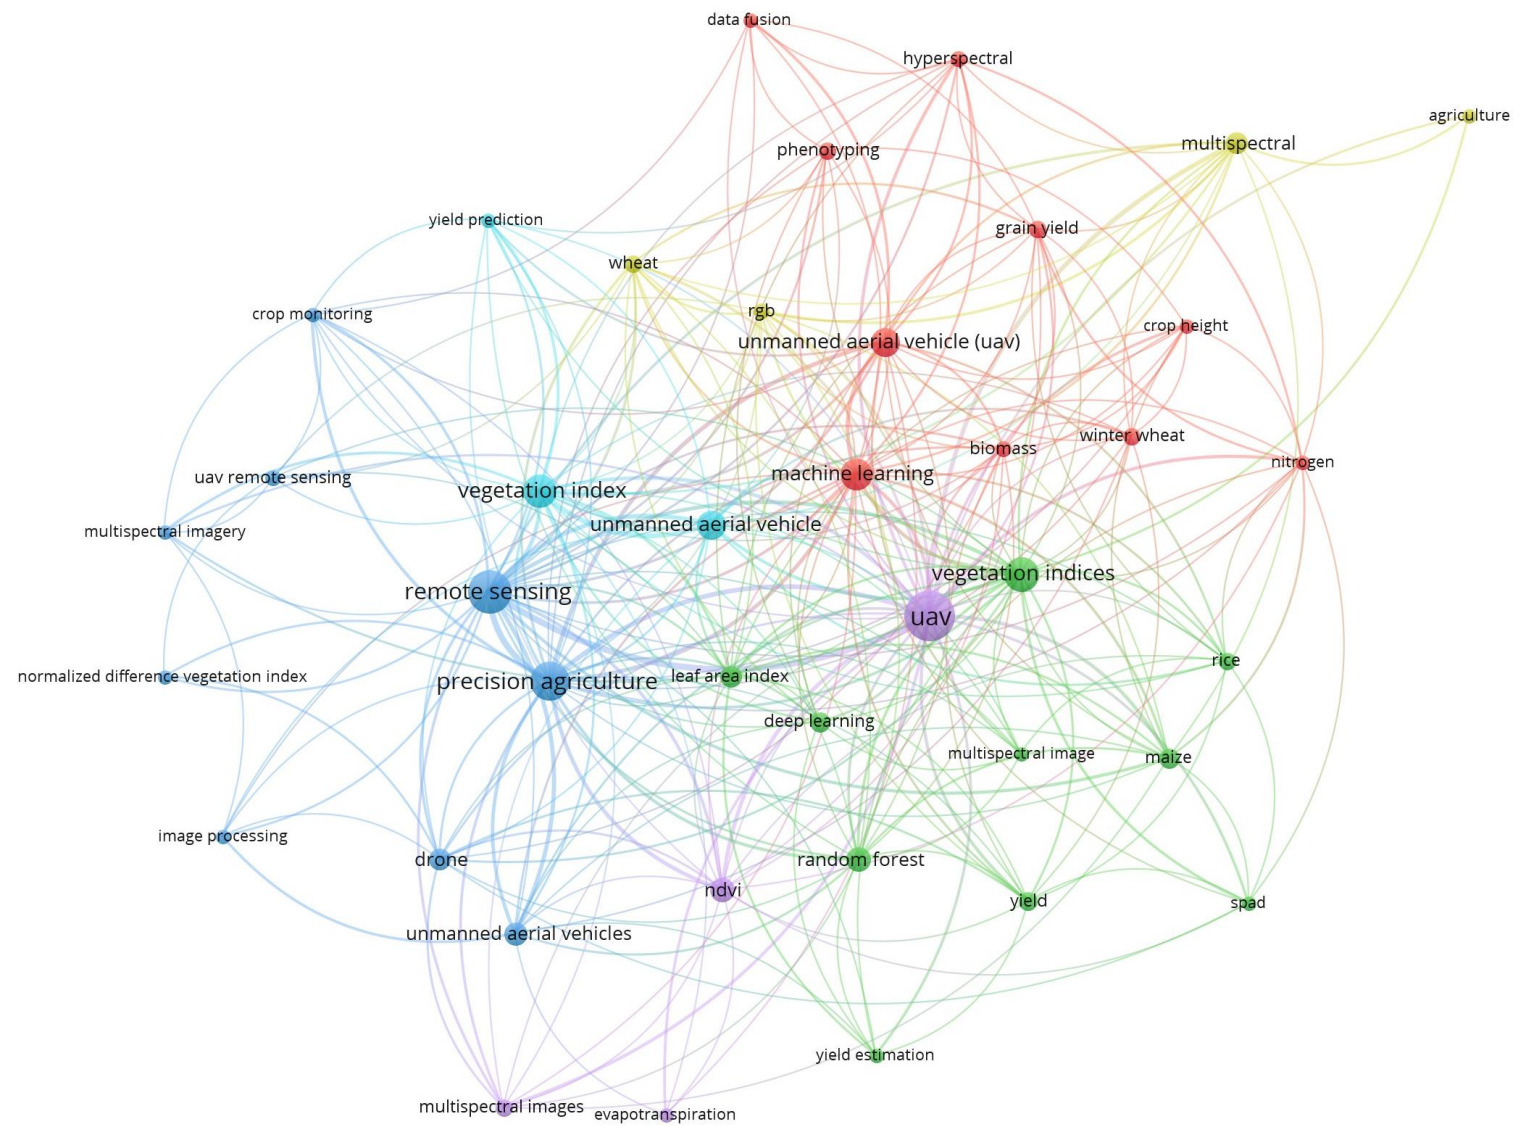 data fusion
hyperspectral
agriculture
multispectral
phenotyping
yield prediction
grain yield
wheat
rgb
crop monitoring
crop height
unmanned aerial vehicle (uav)
winter wheat
biomass
nitrogen
machine learning
uav remote sensing
vegetation index
unmanned aerial vehicle
multispectral imagery
vegetation indices
remote sensing
uav
rice
leaf area index
normalized difference vegetation index
precision agriculture
deep learning
multispectral image
maize
image processing
drone
random forest
ndvi
yield
spad
unmanned aerial vehicles
yield estimation
multispectral images
evapotranspiration